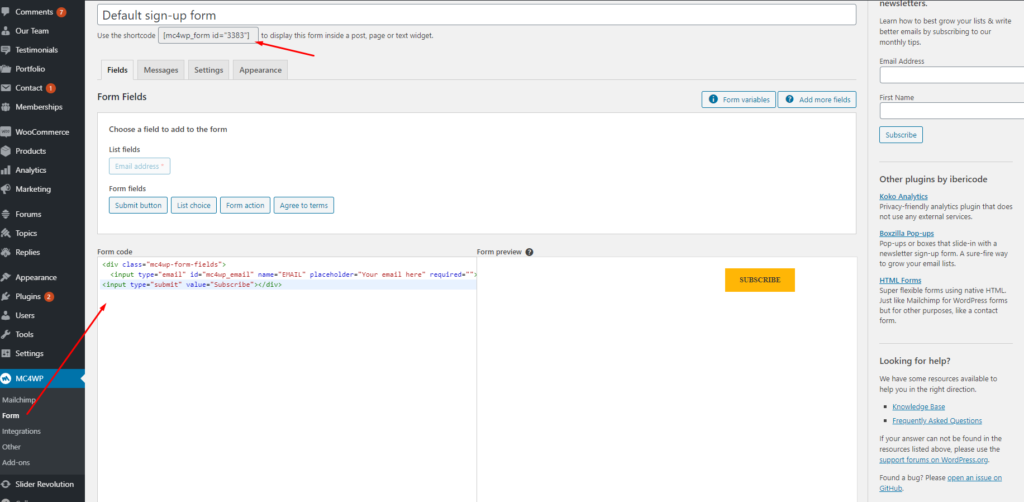 Comments 7
Our Team
Testimonials
Portfolio
Contact 1
Memberships
WooCommerce
Products
Analytics
Marketing
Forums
Topics
Replies
Appearance
Plugins 2
Users
Tools
Settings
MC4WP
Mailchimp
Form
Integrations
Other
Add-ons
Slider Revolution
Default sign-up form
Use the shortcode [mc4wp_form id="3383"] to display this form inside a post, page or text widget.
Fields Messages Settings Appearance
Form Fields
Form variables
Add more fields
Choose a field to add to the form
List fields
Email address *
Form fields
Submit button List choice Form action Agree to terms
Form code
<div class="mc4wp-form-fields">
<input type="email" id="mc4wp_email" name="EMAIL" placeholder="Your email here" required="">
<input type="submit" value="Subscribe"></div>
Form preview ?
SUBSCRIBE
newsletters.
Learn how to best grow your lists & write
better emails by subscribing to our
monthly tips.
Email Address
First Name
Subscribe
Other plugins by ibericode
Koko Analytics
Privacy-friendly analytics plugin that does
not use any external services.
Boxzilla Pop-ups
Pop-ups or boxes that slide-in with a
newsletter sign-up form. A sure-fire way
to grow your email lists.
HTML Forms
Super flexible forms using native HTML.
Just like Mailchimp for WordPress forms
but for other purposes, like a contact
form.
Looking for help?
We have some resources available to
help you in the right direction.
Knowledge Base
Frequently Asked Questions
If your answer can not be found in the
resources listed above, please use the
support forums on WordPress.org.
Found a bug? Please open an issue on
GitHub.